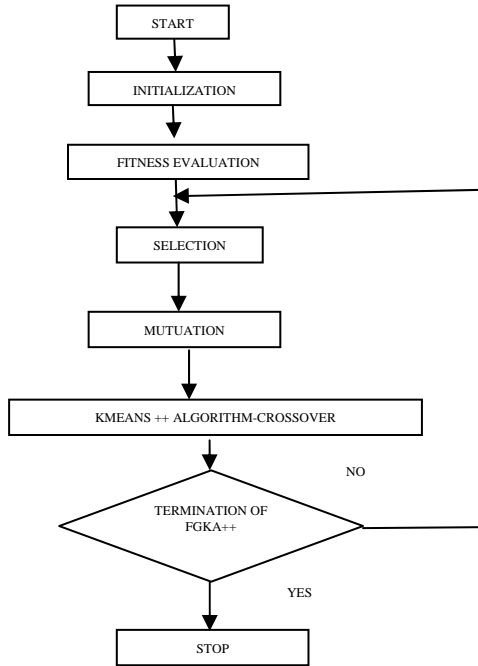 START
INITIALIZATION
FITNESS EVALUATION
SELECTION
MUTUATION
KMEANS ++ ALGORITHM-CROSSOVER
NO
TERMINATION OF
FGKA++
YES
STOP